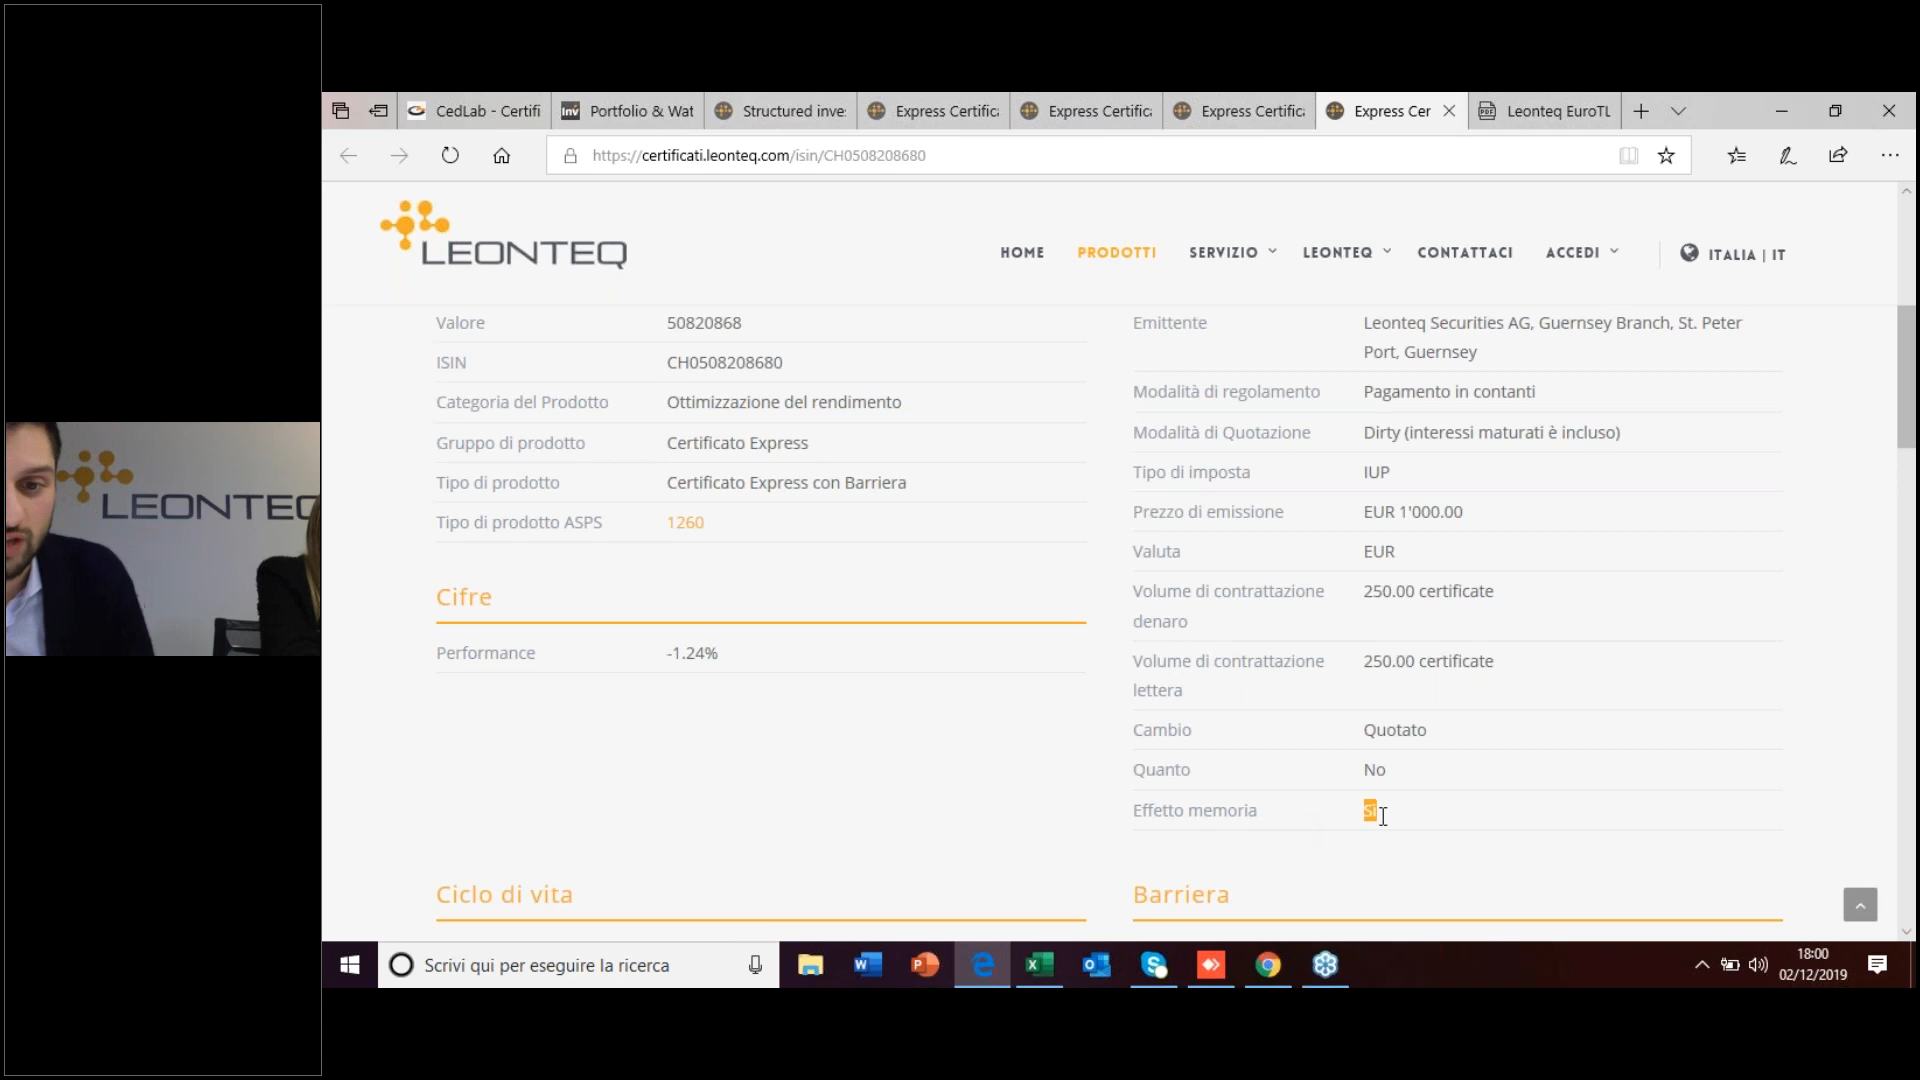 CedLab - Certifi
Portfolio & Wat
Structured inve
Express Certific
Express Certific
Express Certific
Express Cer
Leonteq EuroTL
https://certificati.leonteq.com/isin/CH0508208680
LEONTEQ
HOME PRODOTTI SERVIZIO LEONTEQ CONTATTACI ACCEDI ITALIA | IT
Valore 50820868
ISIN CH0508208680
Categoria del Prodotto Ottimizzazione del rendimento
Gruppo di prodotto Certificato Express
Tipo di prodotto Certificato Express con Barriera
Tipo di prodotto ASPS 1260
Cifre
Performance -1.24%
Emittente Leonteq Securities AG, Guernsey Branch, St. Peter
Port, Guernsey
Modalità di regolamento Pagamento in contanti
Modalità di Quotazione Dirty (interessi maturati è incluso)
Tipo di imposta IUP
Prezzo di emissione EUR 1'000.00
Valuta EUR
Volume di contrattazione 250.00 certificate
denaro
Volume di contrattazione 250.00 certificate
lettera
Cambio Quotato
Quanto No
Effetto memoria Sì
Ciclo di vita
Barriera
LEONTEQ
Scrivi qui per eseguire la ricerca
18:00
02/12/2019